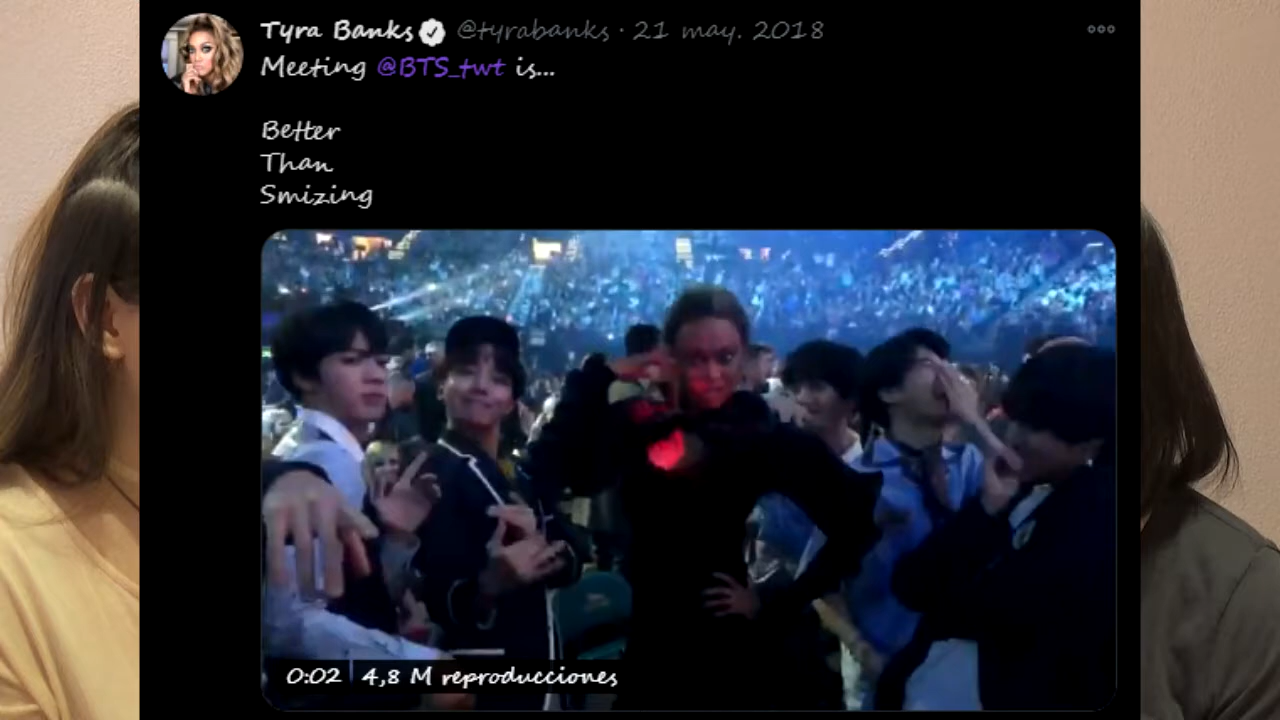 Tyra Banks @tyrabanks · 21 may. 2018
Meeting @BTS_twt is...
Better
Than
Smizing
0:02 4,8 M reproducciones